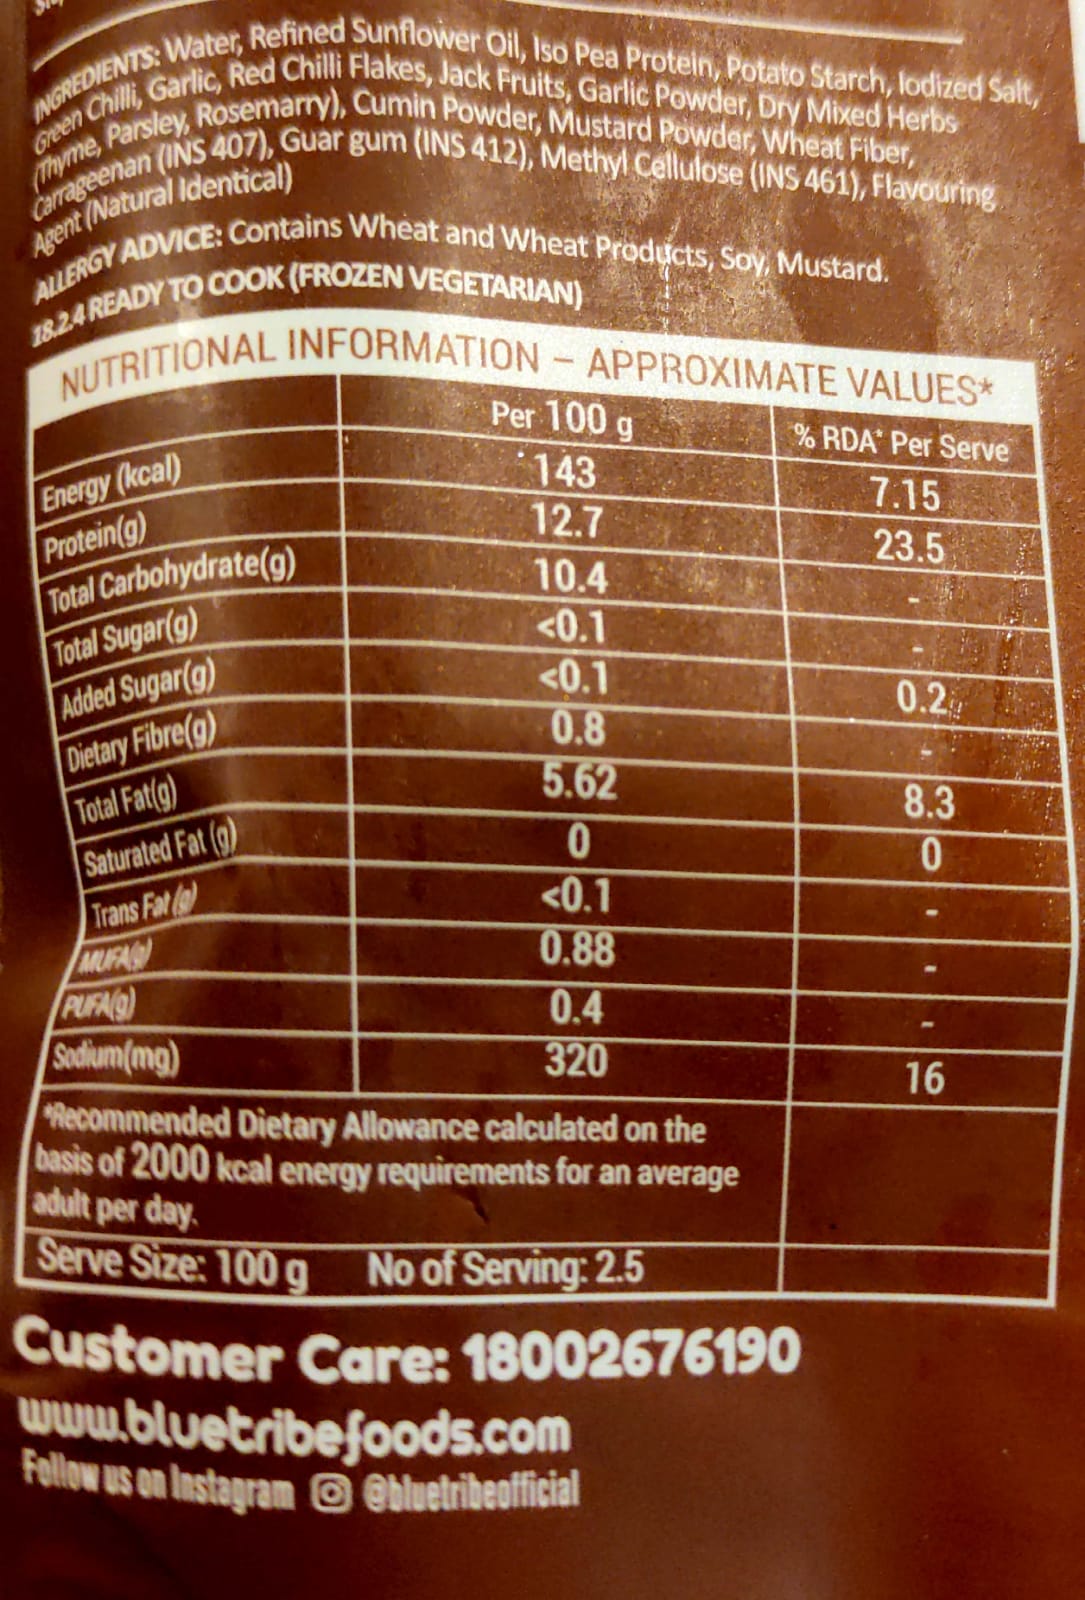 INGREDIENTS: Water, Refined Sunflower Oil, Iso Pea Protein, Potato Starch, Iodized Salt,
Green Chilli, Garlic, Red Chilli Flakes, Jack Fruits, Garlic Powder, Dry Mixed Herbs
(Thyme, Parsley, Rosemarry), Cumin Powder, Mustard Powder, Wheat Fiber,
Carrageenan (INS 407), Guar gum (INS 412), Methyl Cellulose (INS 461), Flavouring
Agent (Natural Identical)
ALLERGY ADVICE: Contains Wheat and Wheat Products, Soy, Mustard.
18.2.4 READY TO COOK (FROZEN VEGETARIAN)
NUTRITIONAL INFORMATION – APPROXIMATE VALUES*
Per 100 g % RDA* Per Serve
Energy (kcal) 143 7.15
Protein(g) 12.7 23.5
Total Carbohydrate(g) 10.4 -
Total Sugar(g) <0.1 -
Added Sugar(g) <0.1 0.2
Dietary Fibre(g) 0.8 -
Total Fat(g) 5.62 8.3
Saturated Fat (g) 0 0
Trans Fat (g) <0.1 -
MUFA(g) 0.88 -
PUFA(g) 0.4 -
Sodium(mg) 320 16
*Recommended Dietary Allowance calculated on the
basis of 2000 kcal energy requirements for an average
adult per day.
Serve Size: 100 g No of Serving: 2.5
Customer Care: 18002676190
www.bluetribefoods.com
Follow us on Instagram @bluetribeofficial